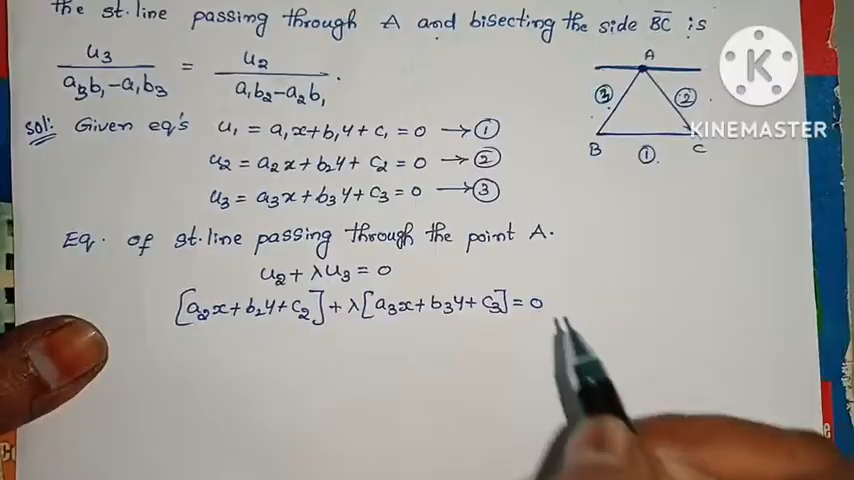 the st. line passing through A and bisecting the side BC is
u₃ / (a₃b₁-a₁b₃) = u₂ / (a₁b₂-a₂b₁).
Sol: Given eq's u₁ = a₁x+b₁y+c₁ = 0 → ①
u₂ = a₂x+b₂y+c₂ = 0 → ②
u₃ = a₃x+b₃y+c₃ = 0 → ③
A
③ ②
B ① C
K
KINEMASTER
Eq. of st.line passing through the point A.
u₂+λu₃ = 0
[a₂x+b₂y+c₂]+λ[a₃x+b₃y+c₃] = 0